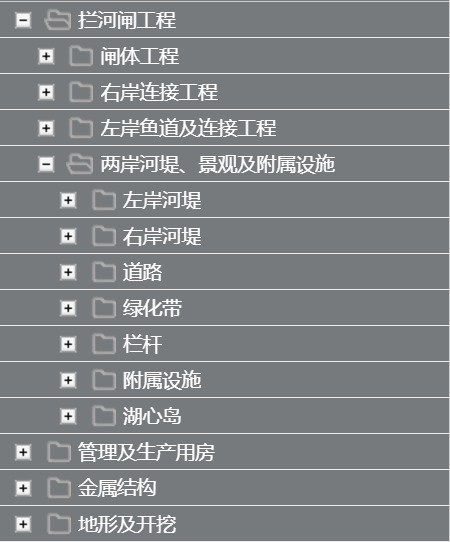 拦河闸工程
闸体工程
右岸连接工程
左岸鱼道及连接工程
两岸河堤、景观及附属设施
左岸河堤
右岸河堤
道路
绿化带
栏杆
附属设施
湖心岛
管理及生产用房
金属结构
地形及开挖